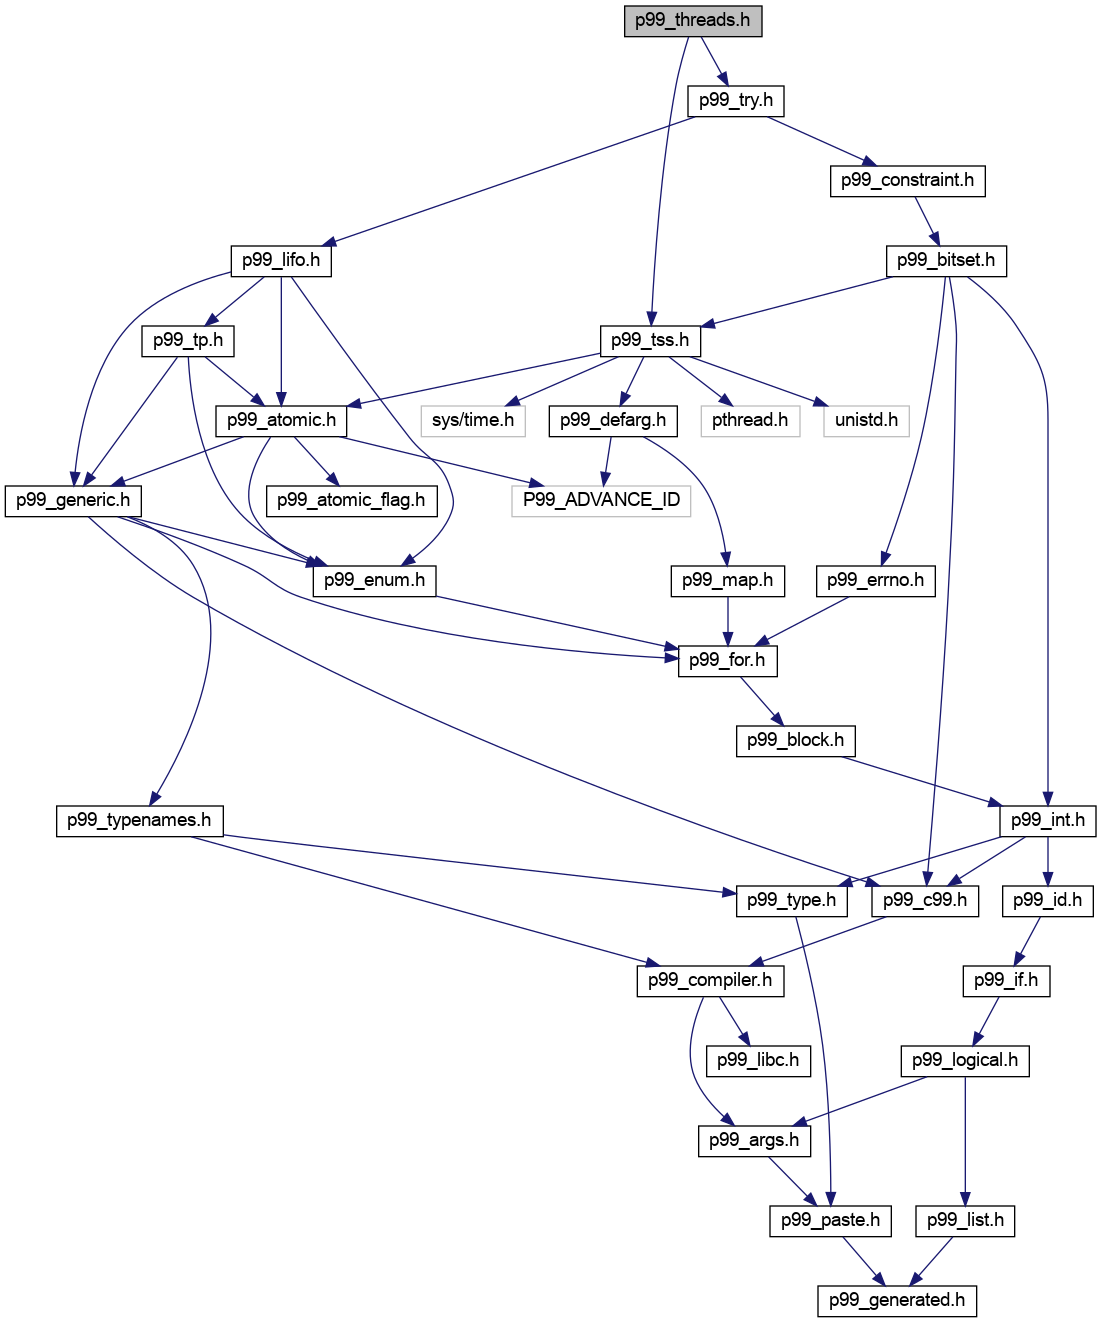 p99_threads.h
p99_try.h
p99_constraint.h
p99_lifo.h
p99_bitset.h
p99_tp.h
p99_tss.h
p99_atomic.h
sys/time.h
p99_defarg.h
pthread.h
unistd.h
p99_generic.h
p99_atomic_flag.h
P99_ADVANCE_ID
p99_enum.h
p99_map.h
p99_errno.h
p99_for.h
p99_block.h
p99_typenames.h
p99_int.h
p99_type.h
p99_c99.h
p99_id.h
p99_compiler.h
p99_if.h
p99_libc.h
p99_logical.h
p99_args.h
p99_paste.h
p99_list.h
p99_generated.h